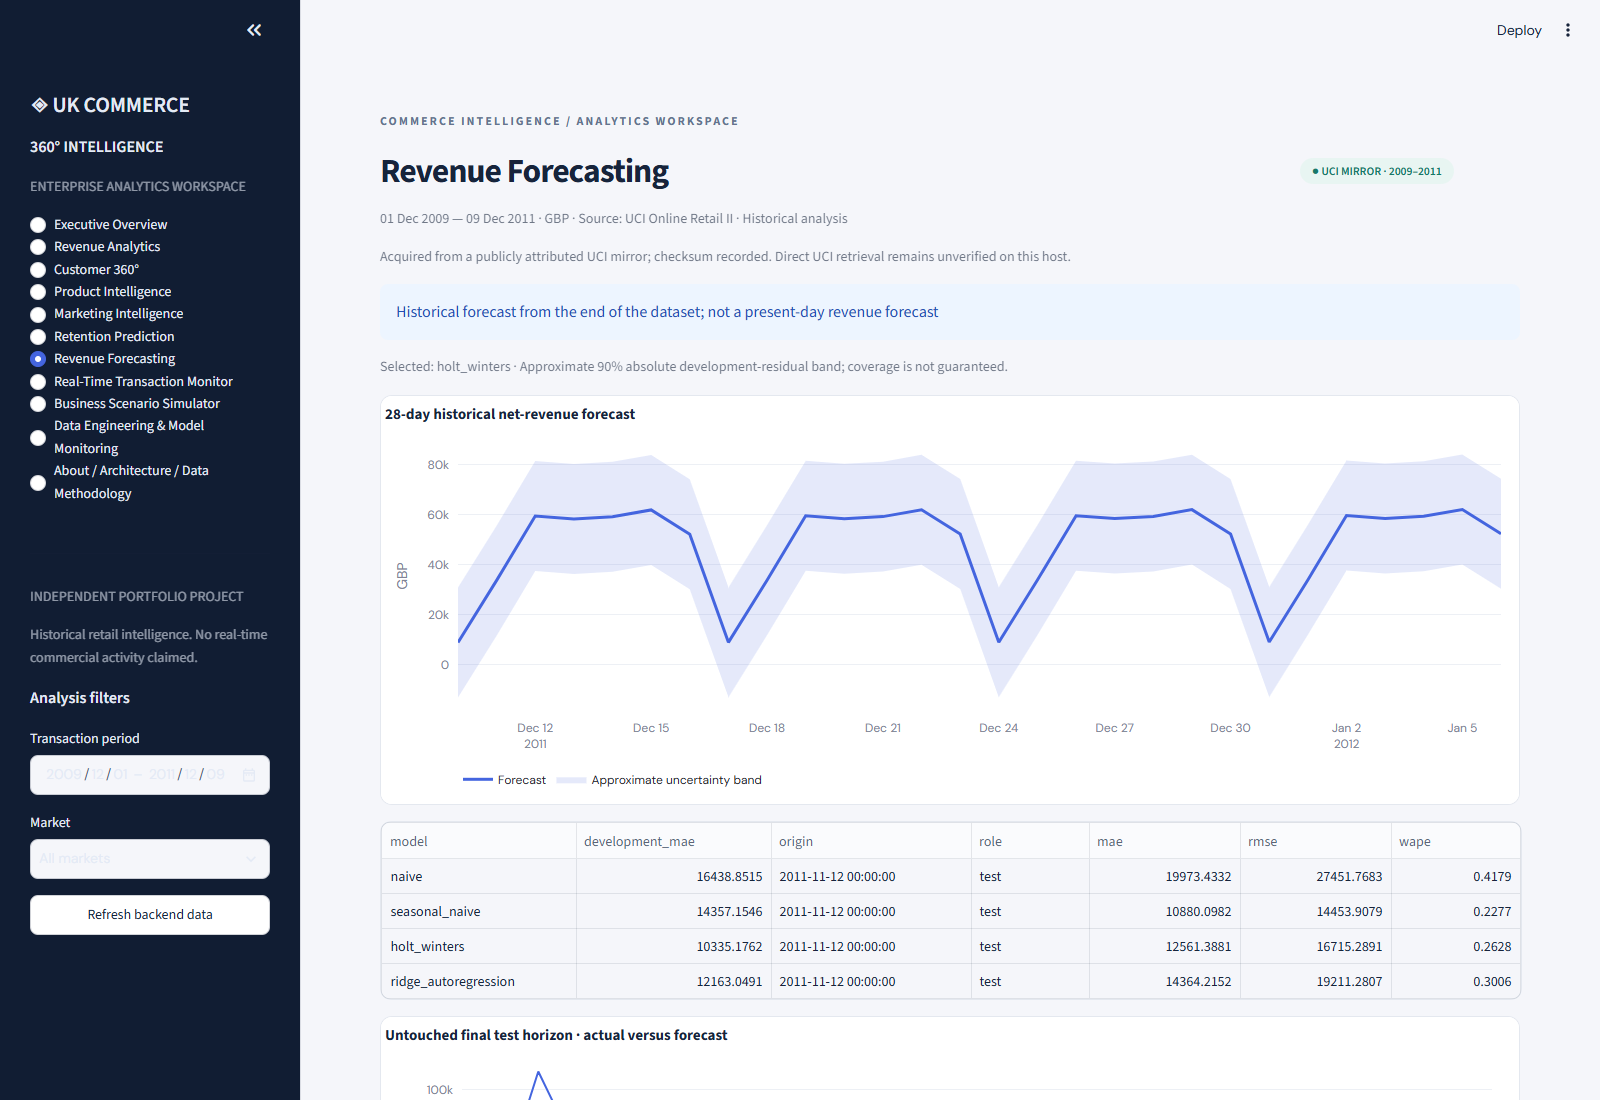 Deploy
◈ UK COMMERCE
360° INTELLIGENCE
ENTERPRISE ANALYTICS WORKSPACE
Executive Overview
Revenue Analytics
Customer 360°
Product Intelligence
Marketing Intelligence
Retention Prediction
Revenue Forecasting
Real-Time Transaction Monitor
Business Scenario Simulator
Data Engineering & Model
Monitoring
About / Architecture / Data
Methodology
INDEPENDENT PORTFOLIO PROJECT
Historical retail intelligence. No real-time
commercial activity claimed.
Analysis filters
Transaction period
2009/12/01 – 2011/12/09
Market
All markets
Refresh backend data
COMMERCE INTELLIGENCE / ANALYTICS WORKSPACE
Revenue Forecasting
● UCI MIRROR · 2009–2011
01 Dec 2009 — 09 Dec 2011 · GBP · Source: UCI Online Retail II · Historical analysis
Acquired from a publicly attributed UCI mirror; checksum recorded. Direct UCI retrieval remains unverified on this host.
Historical forecast from the end of the dataset; not a present-day revenue forecast
Selected: holt_winters · Approximate 90% absolute development-residual band; coverage is not guaranteed.
28-day historical net-revenue forecast
80k
60k
40k
20k
0
GBP
Dec 12 Dec 15 Dec 18 Dec 21 Dec 24 Dec 27 Dec 30 Jan 2 Jan 5
2011 2012
Forecast Approximate uncertainty band
model development_mae origin role mae rmse wape
naive 16438.8515 2011-11-12 00:00:00 test 19973.4332 27451.7683 0.4179
seasonal_naive 14357.1546 2011-11-12 00:00:00 test 10880.0982 14453.9079 0.2277
holt_winters 10335.1762 2011-11-12 00:00:00 test 12561.3881 16715.2891 0.2628
ridge_autoregression 12163.0491 2011-11-12 00:00:00 test 14364.2152 19211.2807 0.3006
Untouched final test horizon · actual versus forecast
100k